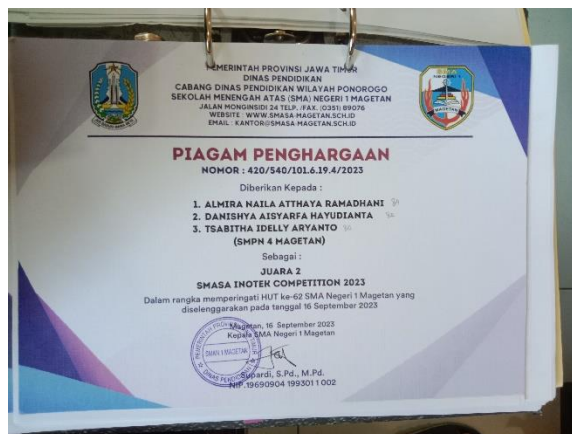 PEMERINTAH PROVINSI JAWA TIMUR
DINAS PENDIDIKAN
CABANG DINAS PENDIDIKAN WILAYAH PONOROGO
SEKOLAH MENENGAH ATAS (SMA) NEGERI 1 MAGETAN
JALAN MONGINSIDI 24 TELP. /FAX. (0351) 89076
WEBSITE : WWW.SMASA-MAGETAN.SCH.ID
EMAIL : KANTOR@SMASA-MAGETAN.SCH.ID
PIAGAM PENGHARGAAN
NOMOR : 420/540/101.6.19.4/2023
Diberikan Kepada :
1. ALMIRA NAILA ATTHAYA RAMADHANI
2. DANISHYA AISYARFA HAYUDIANTA
3. TSABITHA IDELLY ARYANTO
(SMPN 4 MAGETAN)
Sebagai :
JUARA 2
SMASA INOTEK COMPETITION 2023
Dalam rangka memperingati HUT ke-62 SMA Negeri 1 Magetan yang
diselenggarakan pada tanggal 16 September 2023
Magetan, 16 September 2023
Kepala SMA Negeri 1 Magetan
Supardi, S.Pd., M.Pd.
NIP.19690904 199301 1 002